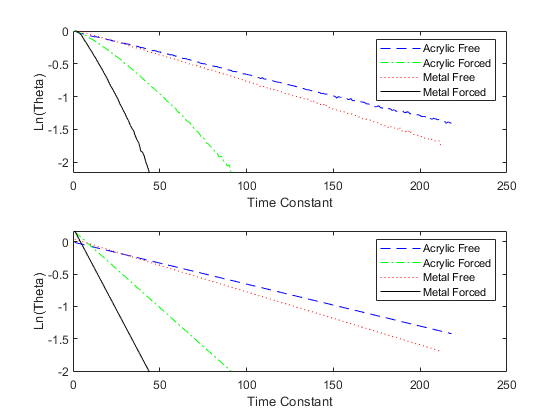 0
-0.5
-1
-1.5
-2
Ln(Theta)
0
50
100
150
200
250
Time Constant
Acrylic Free
Acrylic Forced
Metal Free
Metal Forced
0
-0.5
-1
-1.5
-2
Ln(Theta)
0
50
100
150
200
250
Time Constant
Acrylic Free
Acrylic Forced
Metal Free
Metal Forced